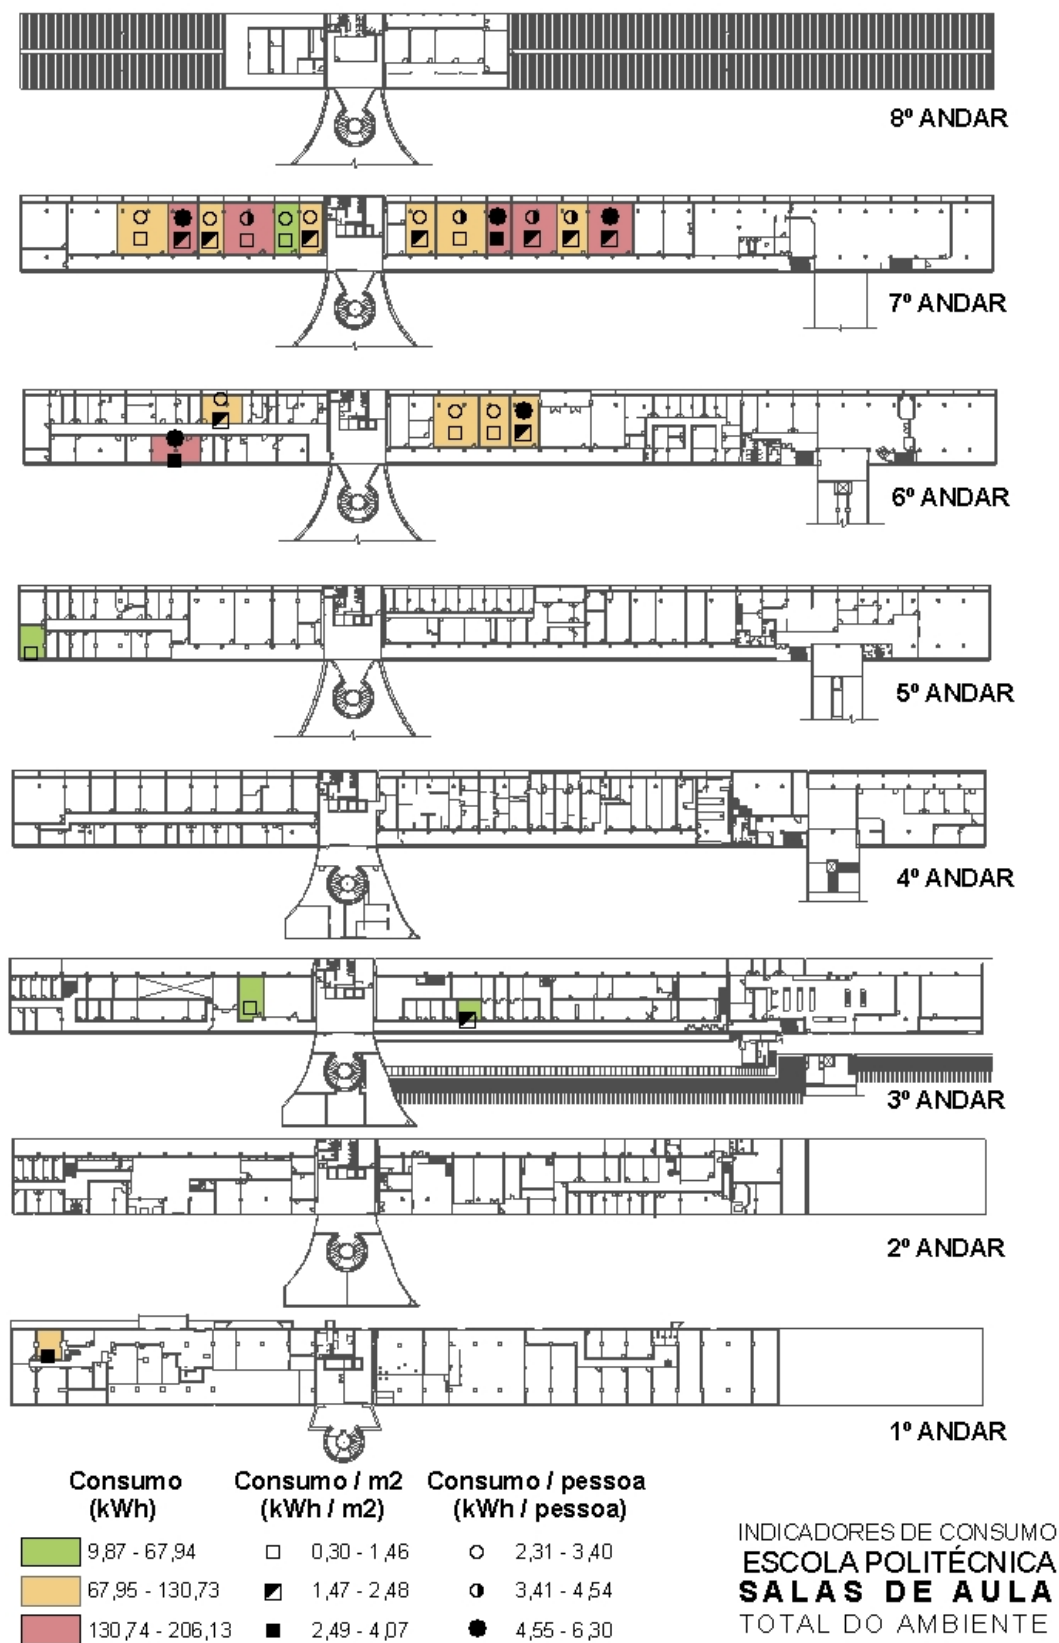 8º ANDAR
7º ANDAR
6º ANDAR
5º ANDAR
4º ANDAR
3º ANDAR
2º ANDAR
1º ANDAR
Consumo
(kWh)
9,87 - 67,94
67,95 - 130,73
130,74 - 206,13
Consumo / m2
(kWh / m2)
0,30 - 1,46
1,47 - 2,48
2,49 - 4,07
Consumo / pessoa
(kWh / pessoa)
2,31 - 3,40
3,41 - 4,54
4,55 - 6,30
INDICADORES DE CONSUMO
ESCOLA POLITÉCNICA
SALAS DE AULA
TOTAL DO AMBIENTE